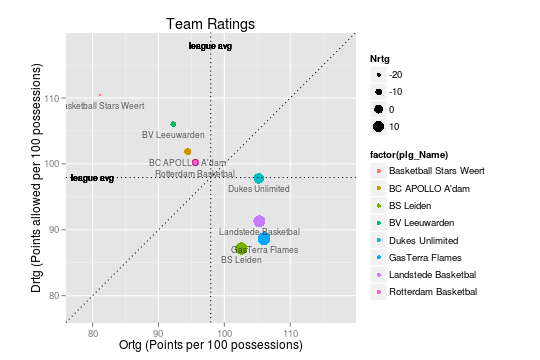 Team Ratings
league avg
Drtg (Points allowed per 100 possessions)
110
100
90
80
asketball Stars Weert
BV Leeuwarden
BC APOLLO A'dam
Rotterdam Basketbal
league avg
Dukes Unlimited
Landstede Basketbal
GasTerra Flames
BS Leiden
80
90
100
110
Ortg (Points per 100 possessions)
Nrtg
-20
-10
0
10
factor(plg_Name)
Basketball Stars Weert
BC APOLLO A'dam
BS Leiden
BV Leeuwarden
Dukes Unlimited
GasTerra Flames
Landstede Basketbal
Rotterdam Basketbal